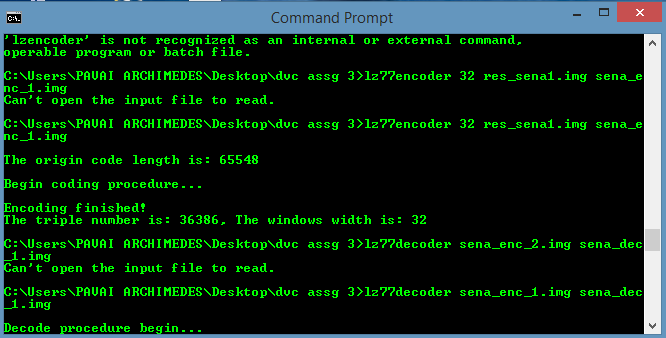 Command Prompt
'lzencoder' is not recognized as an internal or external command,
operable program or batch file.
C:\Users\PAVAI ARCHIMEDES\Desktop\dvc assg 3>lz77encoder 32 res_sena1.img sena_e
nc_1.img
Can't open the input file to read.
C:\Users\PAVAI ARCHIMEDES\Desktop\dvc assg 3>lz77encoder 32 res_sena1.img sena_e
nc_1.img
The origin code length is: 65548
Begin coding procedure...
Encoding finished!
The triple number is: 36386, The windows width is: 32
C:\Users\PAVAI ARCHIMEDES\Desktop\dvc assg 3>lz77decoder sena_enc_2.img sena_dec
_1.img
Can't open the input file to read.
C:\Users\PAVAI ARCHIMEDES\Desktop\dvc assg 3>lz77decoder sena_enc_1.img sena_dec
_1.img
Decode procedure begin...